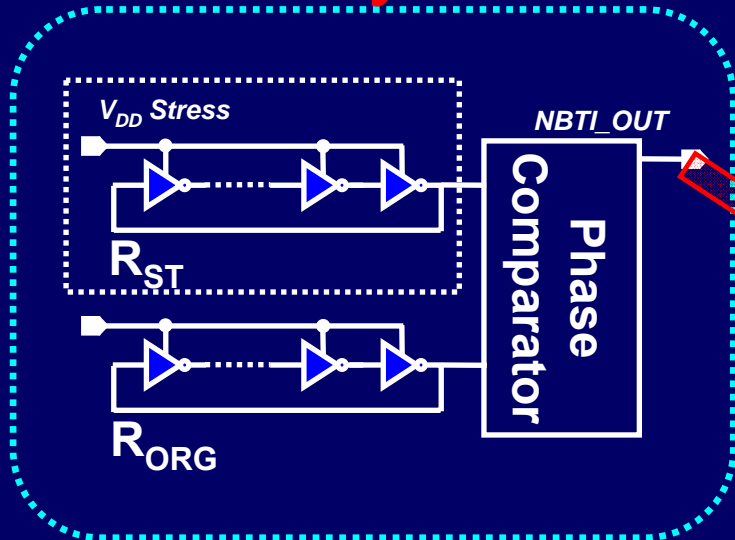 V_DD Stress
NBTI_OUT
R_ST
R_ORG
Phase
Comparator